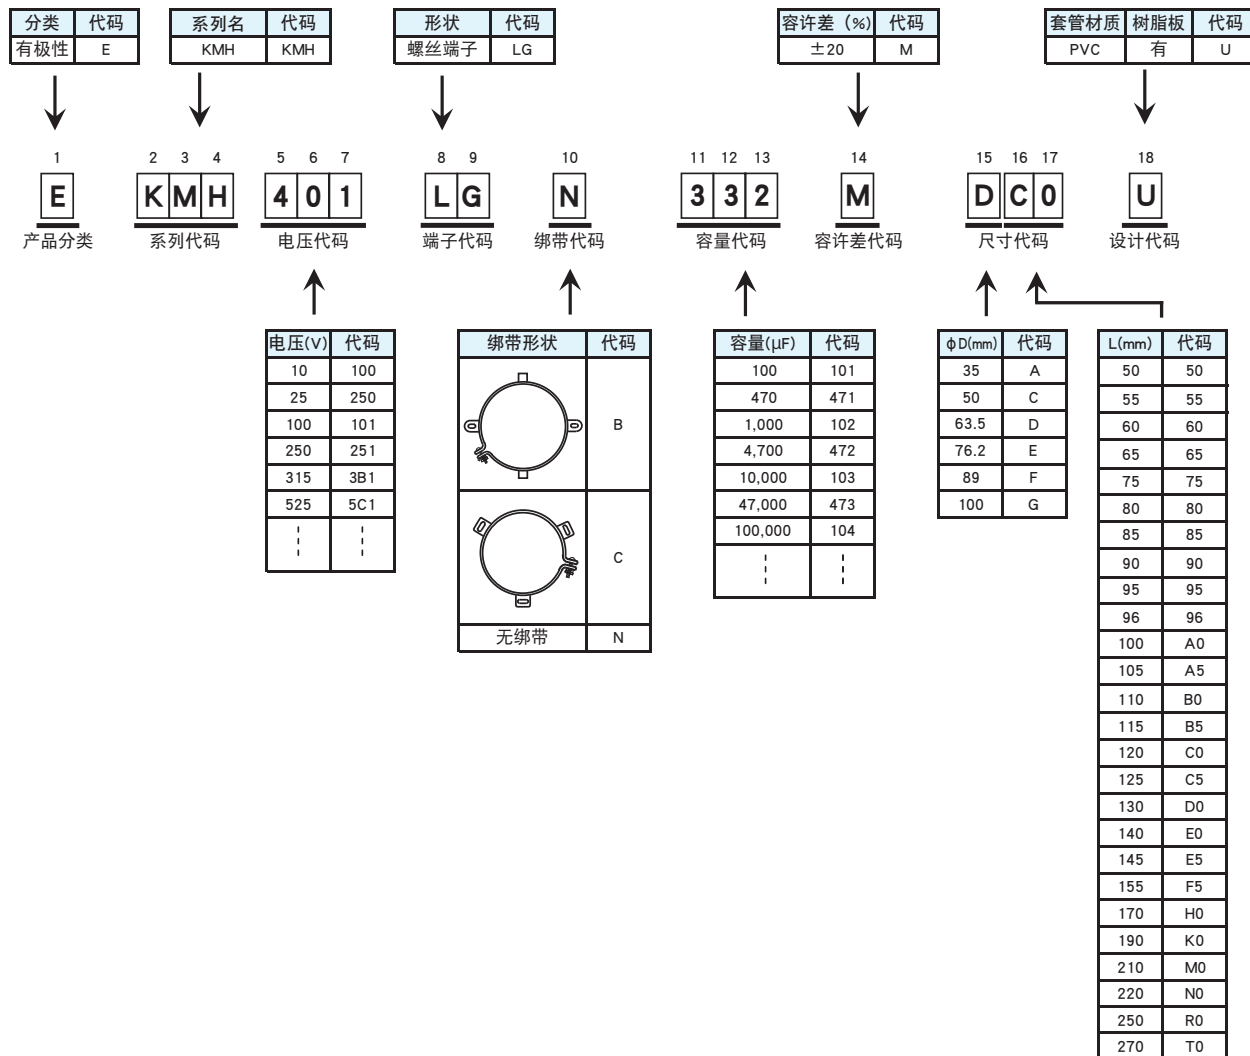 分类 代码
有极性 E
系列名 代码
KMH KMH
形状 代码
螺丝端子 LG
容许差（%） 代码
±20 M
套管材质 树脂板 代码
PVC 有 U
1 2 3 4 5 6 7 8 9 10 11 12 13 14 15 16 17 18
E K M H 4 0 1 L G N 3 3 2 M D C 0 U
产品分类 系列代码 电压代码 端子代码 绑带代码 容量代码 容许差代码 尺寸代码 设计代码
电压(V) 代码
10 100
25 250
100 101
250 251
315 3B1
525 5C1
绑带形状 代码
B
C
无绑带 N
容量(μF) 代码
100 101
470 471
1,000 102
4,700 472
10,000 103
47,000 473
100,000 104
ϕD(mm) 代码
35 A
50 C
63.5 D
76.2 E
89 F
100 G
L(mm) 代码
50 50
55 55
60 60
65 65
75 75
80 80
85 85
90 90
95 95
96 96
100 A0
105 A5
110 B0
115 B5
120 C0
125 C5
130 D0
140 E0
145 E5
155 F5
170 H0
190 K0
210 M0
220 N0
250 R0
270 T0